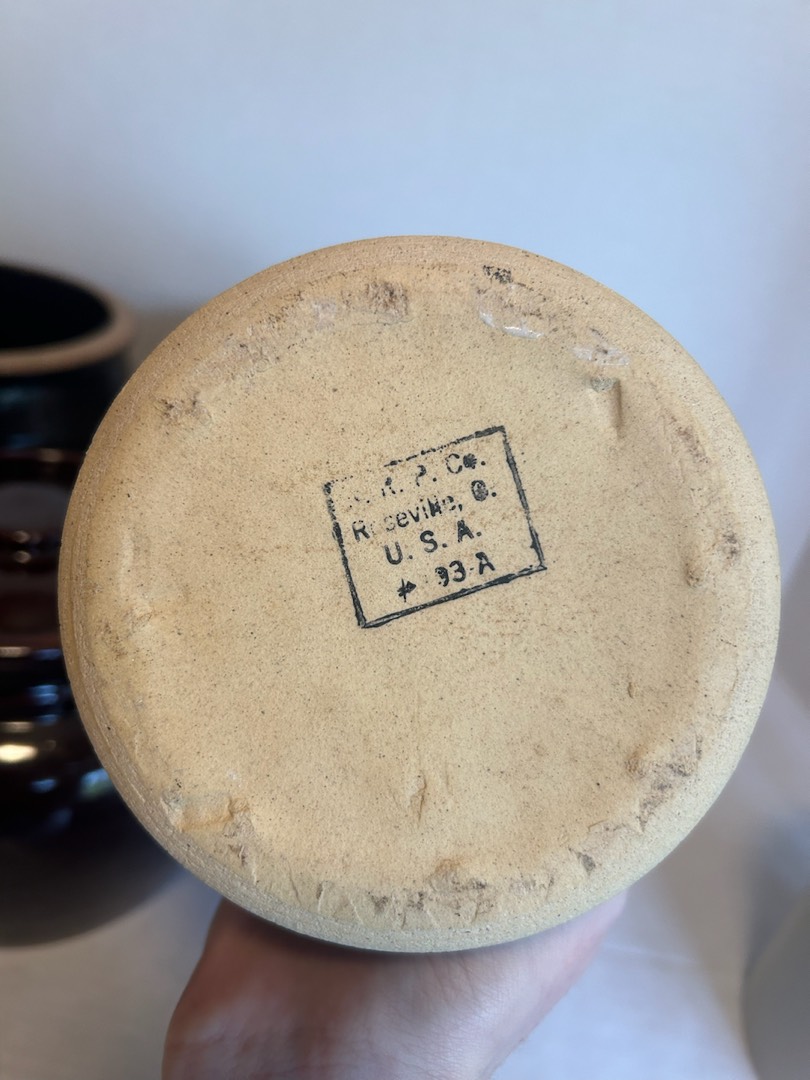 R. P. Co.
Roseville, O.
U. S. A.
# 93-A